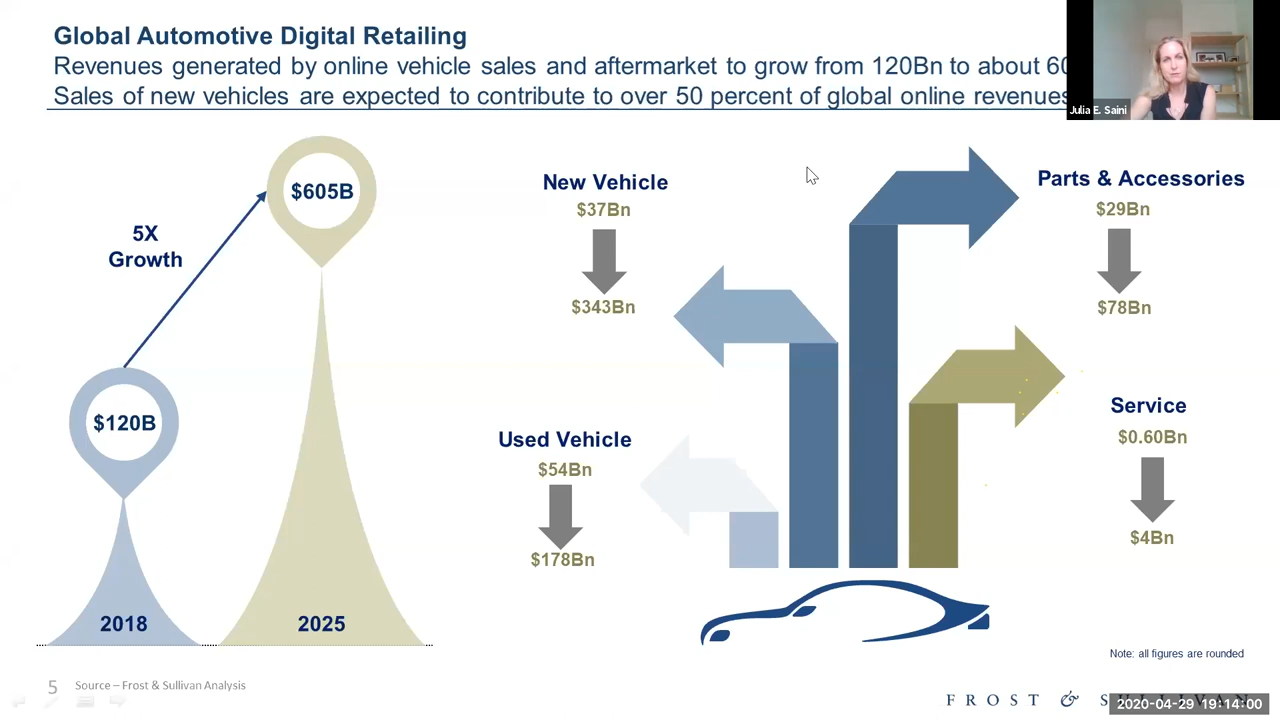 Global Automotive Digital Retailing
Revenues generated by online vehicle sales and aftermarket to grow from 120Bn to about
Sales of new vehicles are expected to contribute to over 50 percent of global online revenues
Julia E. Saini
$605B
5X
Growth
$120B
2018
2025
New Vehicle
$37Bn
$343Bn
Parts & Accessories
$29Bn
$78Bn
Used Vehicle
$54Bn
$178Bn
Service
$0.60Bn
$4Bn
Note: all figures are rounded
5
Source – Frost & Sullivan Analysis
FROST & SULLIVAN
2020-04-29 19:14:00